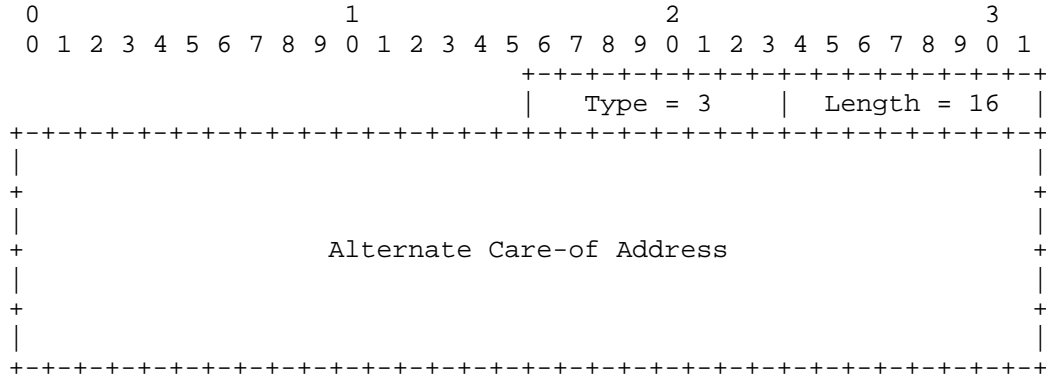 0                   1                   2                   3
 0 1 2 3 4 5 6 7 8 9 0 1 2 3 4 5 6 7 8 9 0 1 2 3 4 5 6 7 8 9 0 1
                                +-+-+-+-+-+-+-+-+-+-+-+-+-+-+-+-+
                                |   Type = 3    |  Length = 16  |
+-+-+-+-+-+-+-+-+-+-+-+-+-+-+-+-+-+-+-+-+-+-+-+-+-+-+-+-+-+-+-+-+
|                                                               |
+                                                               +
|                                                               |
+                   Alternate Care-of Address                   +
|                                                               |
+                                                               +
|                                                               |
+-+-+-+-+-+-+-+-+-+-+-+-+-+-+-+-+-+-+-+-+-+-+-+-+-+-+-+-+-+-+-+-+